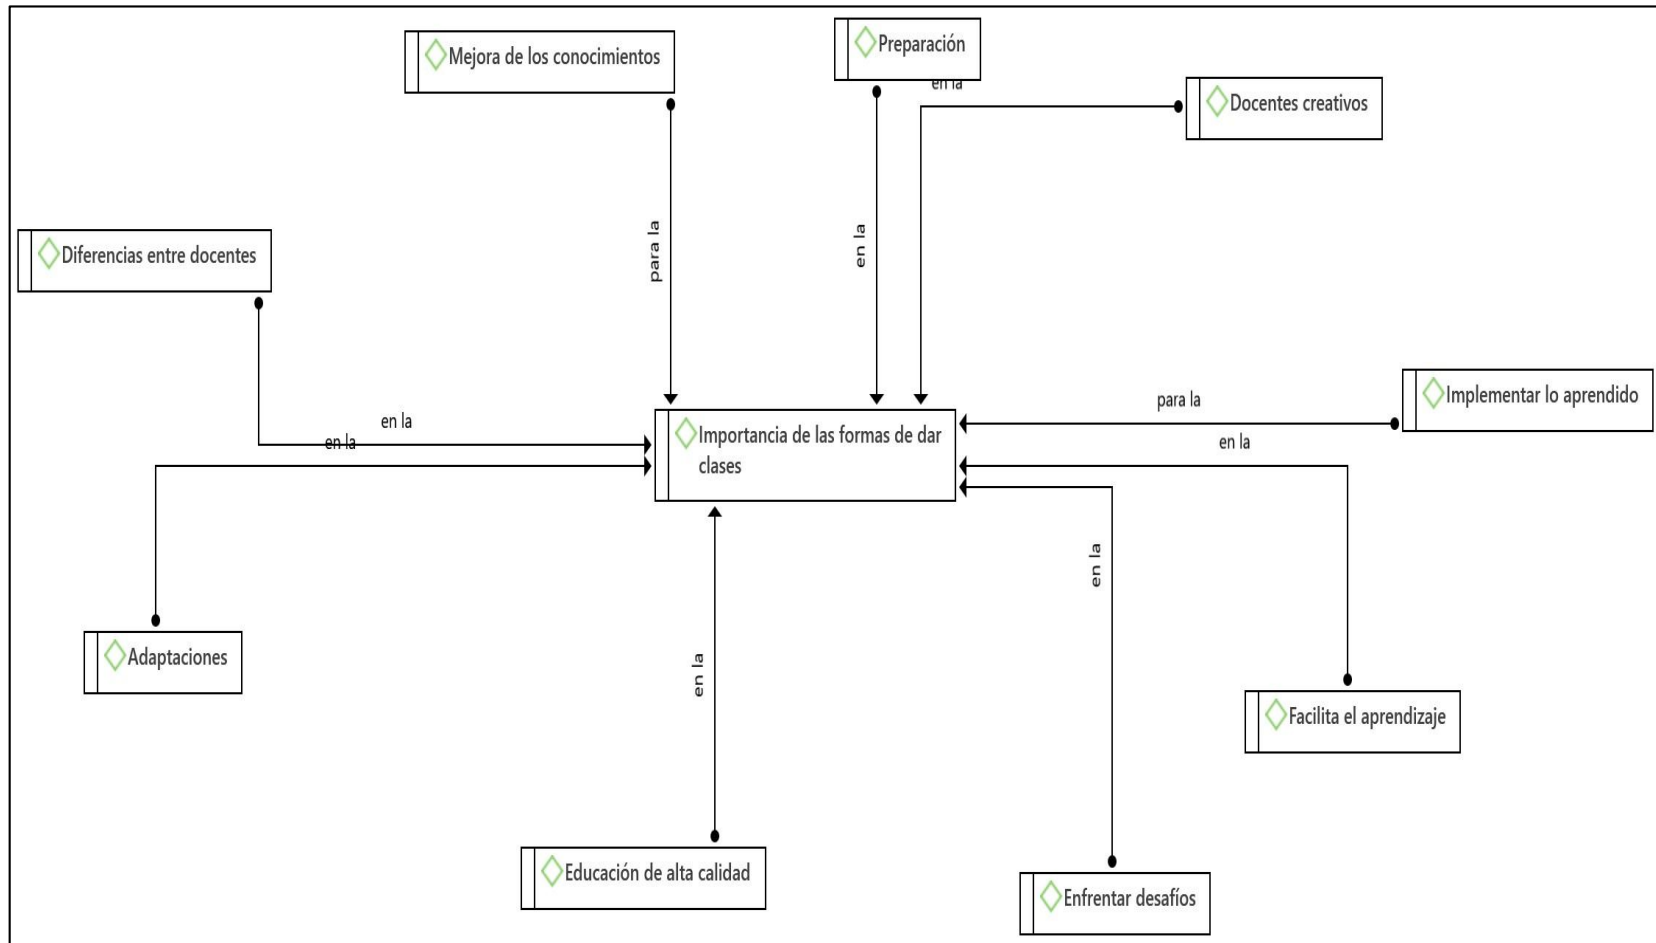 Preparación
Mejora de los conocimientos
en la
Docentes creativos
para la
en la
Diferencias entre docentes
Implementar lo aprendido
para la
en la
en la
en la
Importancia de las formas de dar
clases
en la
en la
Adaptaciones
Facilita el aprendizaje
Educación de alta calidad
Enfrentar desafíos